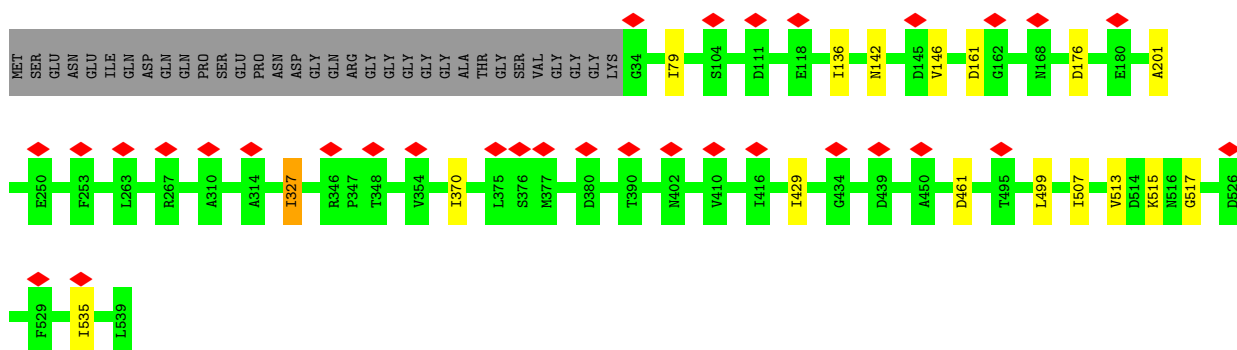 MET SER GLU ASN GLU ILE GLN ASP GLN GLN PRO SER GLU PRO ASN ASP GLY GLN ARG GLY GLY GLY GLY GLY ALA THR GLY SER VAL GLY GLY GLY LYS G34 I79 S104 D111 E118 I136 N142 D145 V146 D161 G162 N168 D176 E180 A201
E250 F253 L263 R267 A310 A314 I327 R346 P347 T348 V354 I370 L375 S376 M377 D380 T390 N402 V410 I416 I429 G434 D439 A450 D461 T495 L499 I507 V513 D514 K515 N516 G517 D526
F529 I535 L539